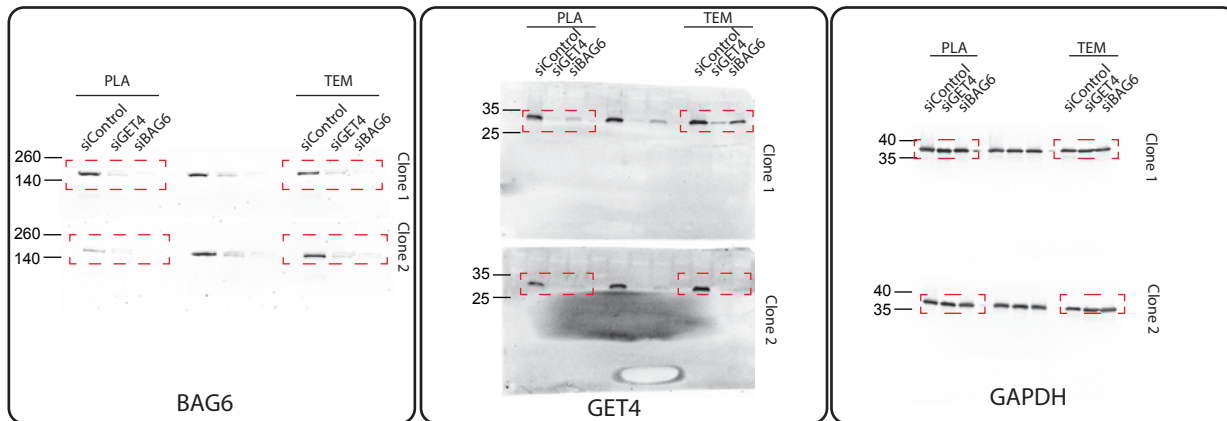 PLA
TEM
siControl
siGET4
siBAG6
siControl
siGET4
siBAG6
260
140
Clone 1
260
140
Clone 2
BAG6
PLA
TEM
siControl
siGET4
siBAG6
siControl
siGET4
siBAG6
35
25
Clone 1
35
25
Clone 2
GET4
PLA
TEM
siControl
siGET4
siBAG6
siControl
siGET4
siBAG6
40
35
Clone 1
40
35
Clone 2
GAPDH